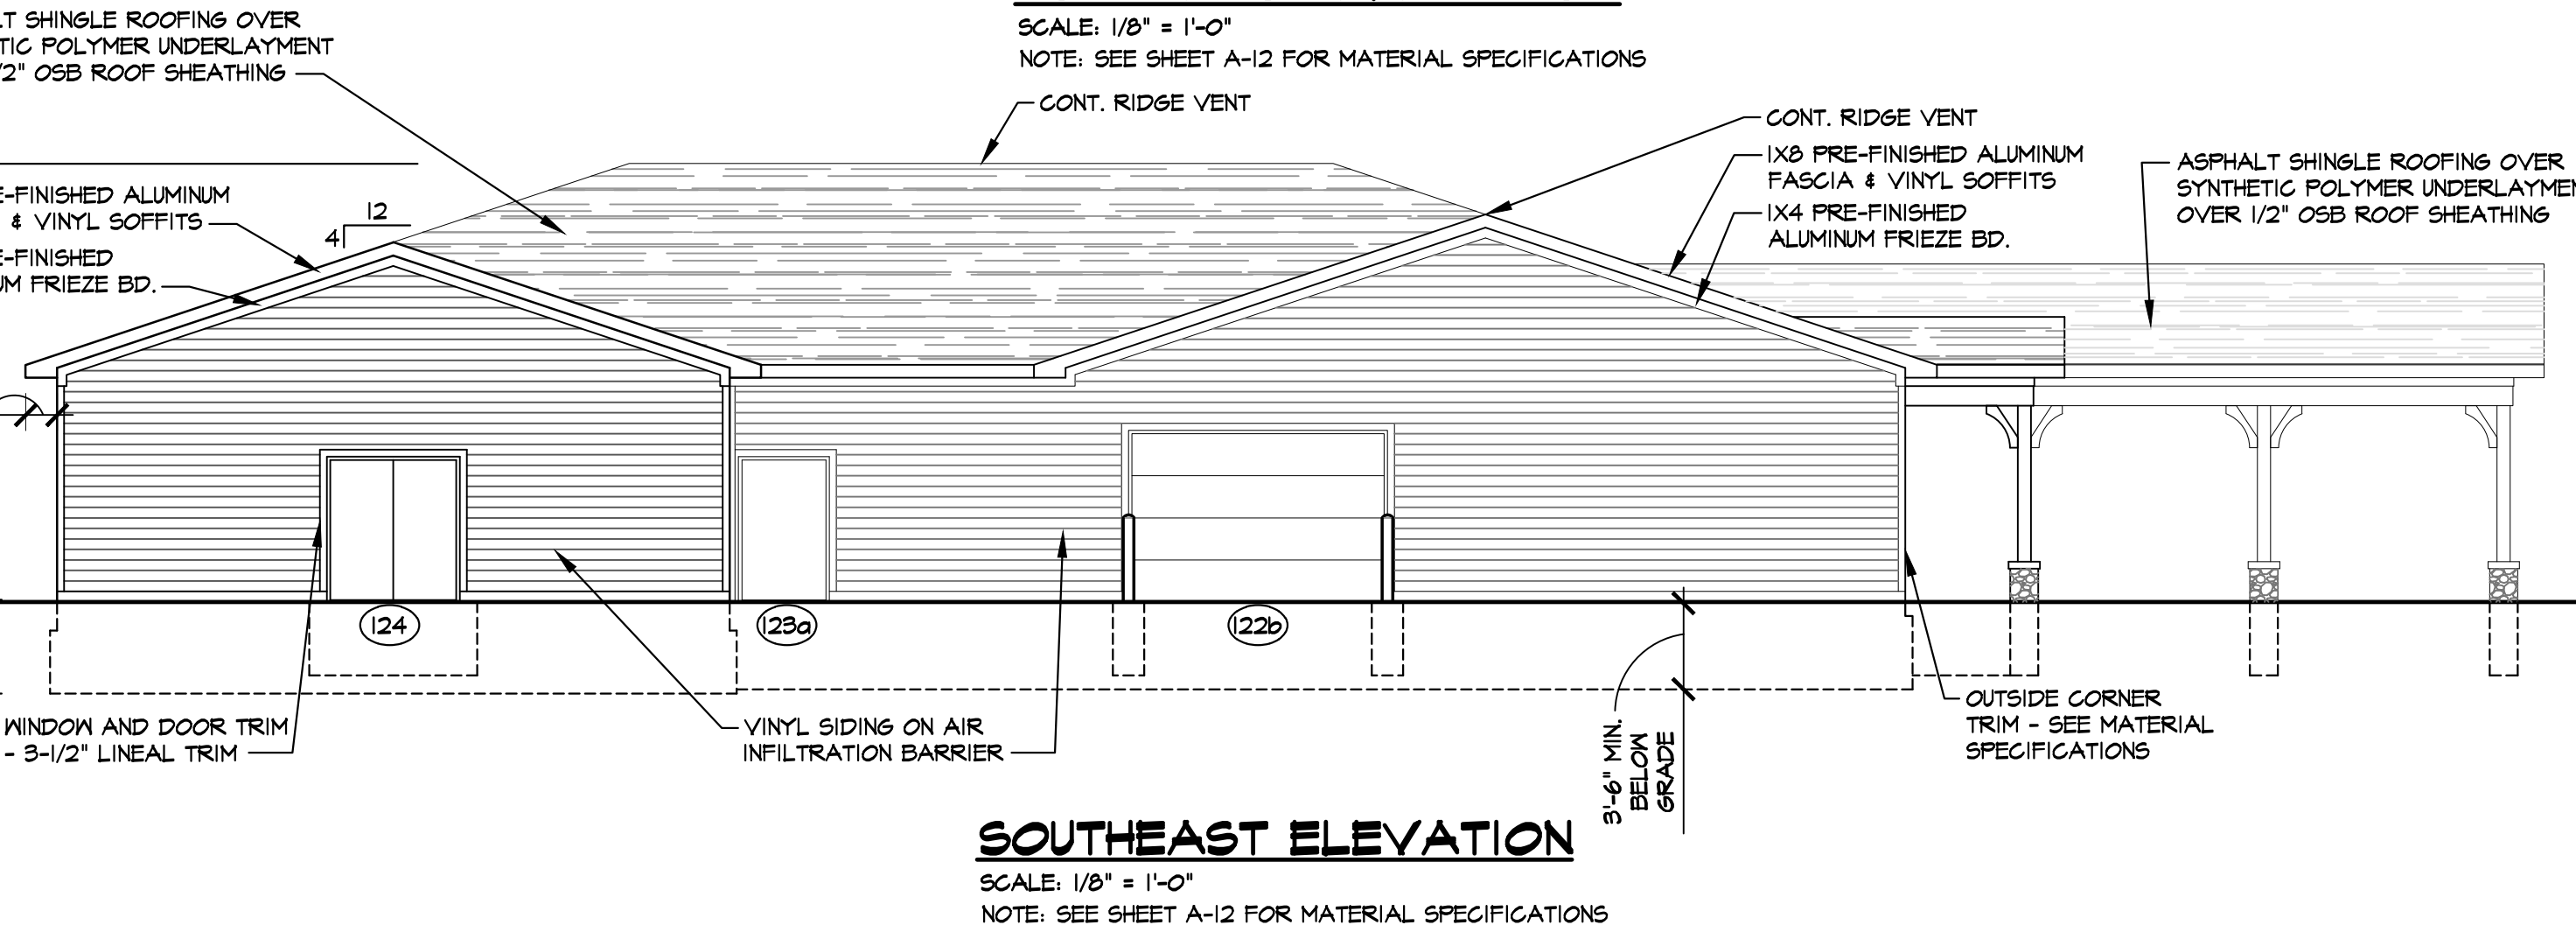 SCALE: 1/8" = 1'-0"
NOTE: SEE SHEET A-12 FOR MATERIAL SPECIFICATIONS
LT SHINGLE ROOFING OVER
TIC POLYMER UNDERLAYMENT
/2" OSB ROOF SHEATHING
CONT. RIDGE VENT
CONT. RIDGE VENT
1X8 PRE-FINISHED ALUMINUM
FASCIA & VINYL SOFFITS
1X4 PRE-FINISHED
ALUMINUM FRIEZE BD.
ASPHALT SHINGLE ROOFING OVER
SYNTHETIC POLYMER UNDERLAYMEN
OVER 1/2" OSB ROOF SHEATHING
E-FINISHED ALUMINUM
& VINYL SOFFITS
12
4
E-FINISHED
UM FRIEZE BD.
124
123a
122b
WINDOW AND DOOR TRIM
- 3-1/2" LINEAL TRIM
VINYL SIDING ON AIR
INFILTRATION BARRIER
3'-6" MIN.
BELOW
GRADE
OUTSIDE CORNER
TRIM - SEE MATERIAL
SPECIFICATIONS
SOUTHEAST ELEVATION
SCALE: 1/8" = 1'-0"
NOTE: SEE SHEET A-12 FOR MATERIAL SPECIFICATIONS